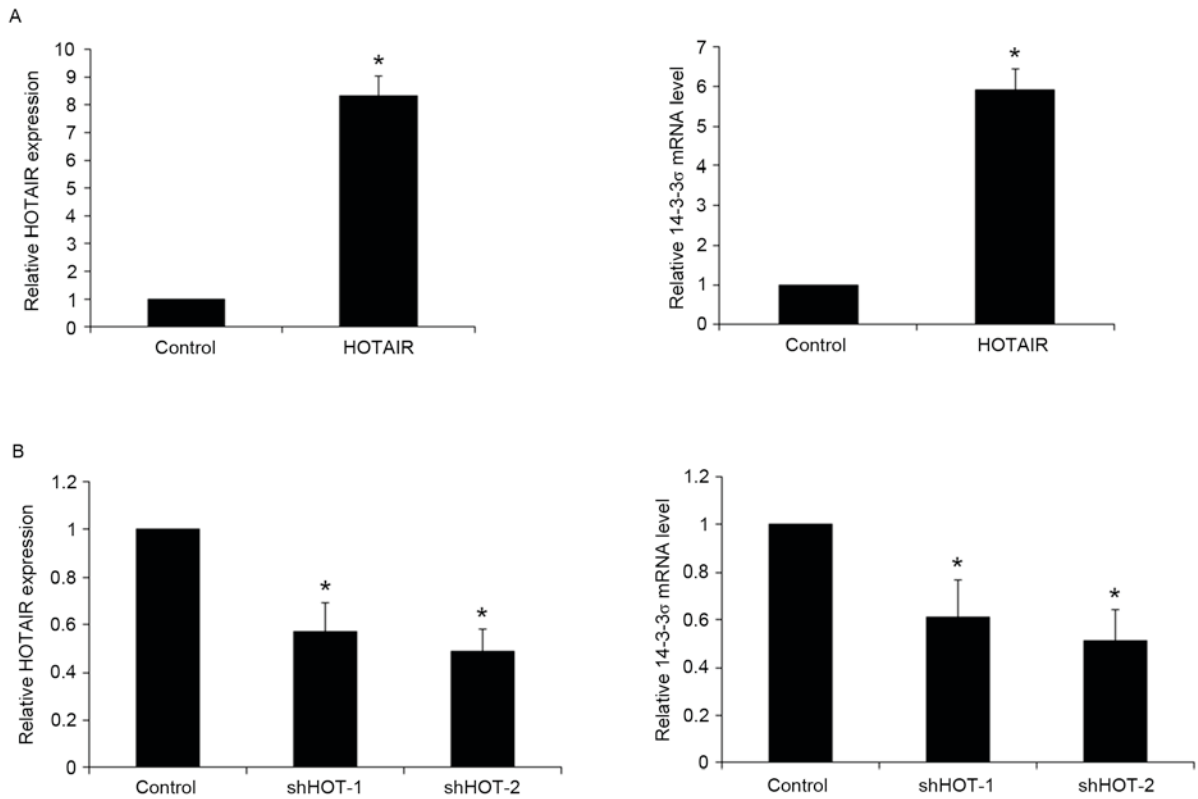 A
Relative HOTAIR expression
10
9
8
7
6
5
4
3
2
1
0
*
Control
HOTAIR
Relative 14-3-3σ mRNA level
7
6
5
4
3
2
1
0
*
Control
HOTAIR
B
Relative HOTAIR expression
1.2
1
0.8
0.6
0.4
0.2
0
*
*
Control
shHOT-1
shHOT-2
Relative 14-3-3σ mRNA level
1.2
1
0.8
0.6
0.4
0.2
0
*
*
Control
shHOT-1
shHOT-2